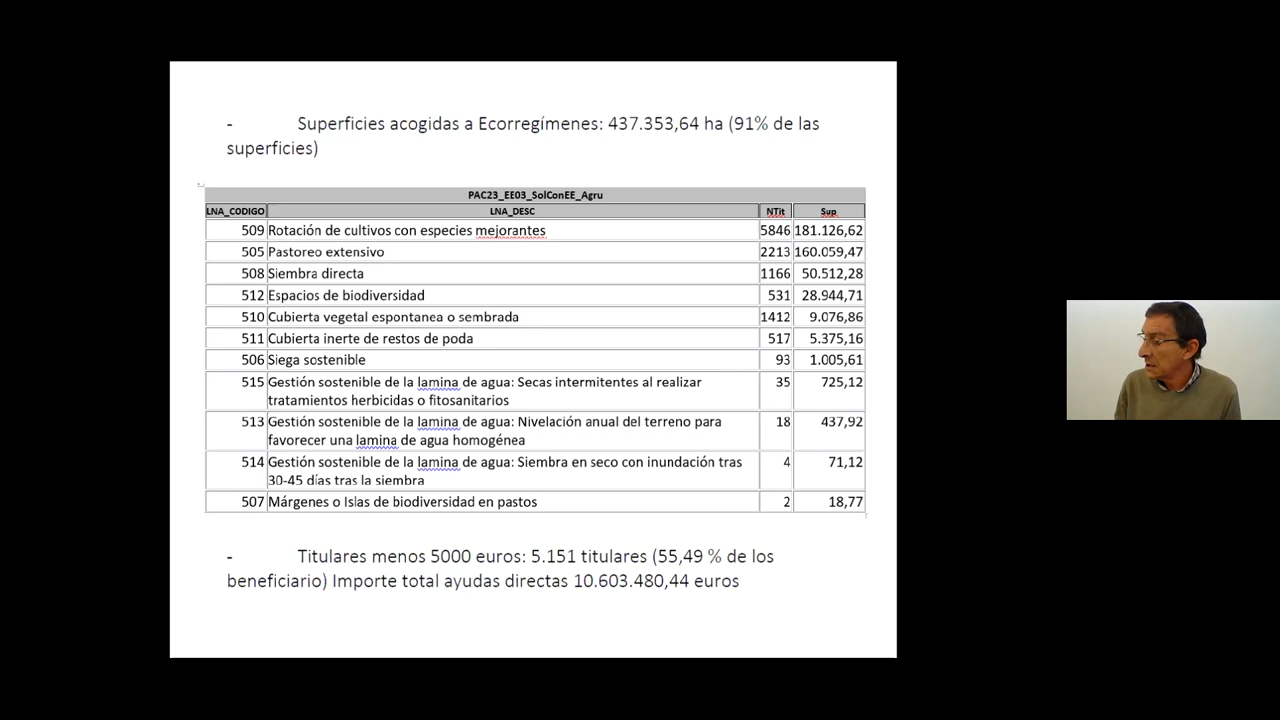 - Superficies acogidas a Ecorregímenes: 437.353,64 ha (91% de las
superficies)
PAC23_EE03_SolConEE_Agru
LNA_CODIGO LNA_DESC NTit Sup
509 Rotación de cultivos con especies mejorantes 5846 181.126,62
505 Pastoreo extensivo 2213 160.059,47
508 Siembra directa 1166 50.512,28
512 Espacios de biodiversidad 531 28.944,71
510 Cubierta vegetal espontanea o sembrada 1412 9.076,86
511 Cubierta inerte de restos de poda 517 5.375,16
506 Siega sostenible 93 1.005,61
515 Gestión sostenible de la lamina de agua: Secas intermitentes al realizar 35 725,12
tratamientos herbicidas o fitosanitarios
513 Gestión sostenible de la lamina de agua: Nivelación anual del terreno para 18 437,92
favorecer una lamina de agua homogénea
514 Gestión sostenible de la lamina de agua: Siembra en seco con inundación tras 4 71,12
30-45 días tras la siembra
507 Márgenes o Islas de biodiversidad en pastos 2 18,77
- Titulares menos 5000 euros: 5.151 titulares (55,49 % de los
beneficiario) Importe total ayudas directas 10.603.480,44 euros